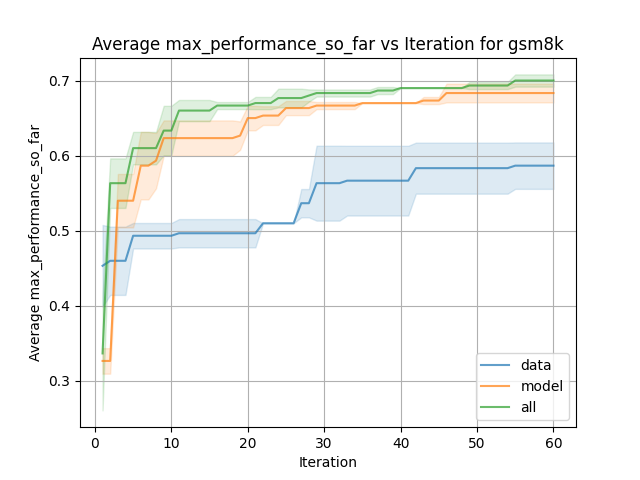 Average max_performance_so_far vs Iteration for gsm8k
Average max_performance_so_far
0.7
0.6
0.5
0.4
0.3
0 10 20 30 40 50 60
Iteration
data
model
all